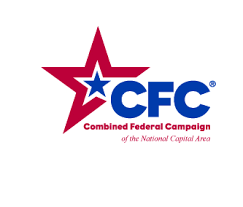 CFC®
Combined Federal Campaign
of the National Capital Area